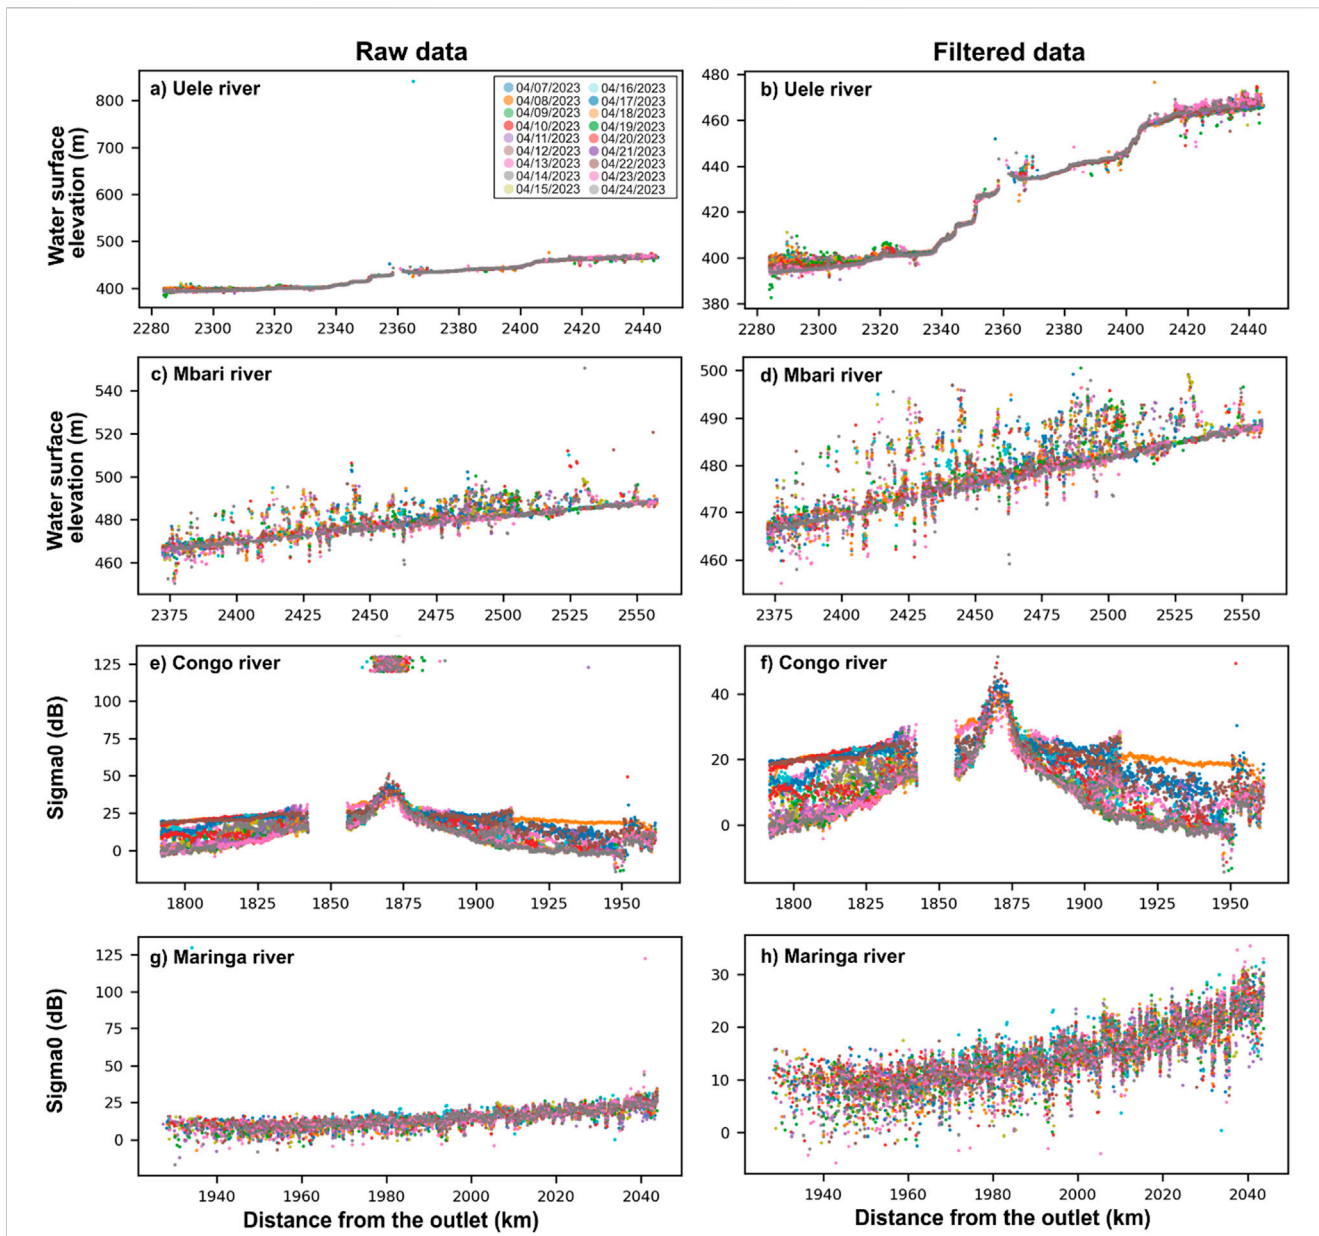 Raw data
Filtered data
a) Uele river
04/07/2023 04/16/2023
04/08/2023 04/17/2023
04/09/2023 04/18/2023
04/10/2023 04/19/2023
04/11/2023 04/20/2023
04/12/2023 04/21/2023
04/13/2023 04/22/2023
04/14/2023 04/23/2023
04/15/2023 04/24/2023
Water surface
elevation (m)
800
700
600
500
400
2280 2300 2320 2340 2360 2380 2400 2420 2440
b) Uele river
480
460
440
420
400
380
2280 2300 2320 2340 2360 2380 2400 2420 2440
c) Mbari river
Water surface
elevation (m)
540
520
500
480
460
2375 2400 2425 2450 2475 2500 2525 2550
d) Mbari river
500
490
480
470
460
2375 2400 2425 2450 2475 2500 2525 2550
e) Congo river
Sigma0 (dB)
125
100
75
50
25
0
1800 1825 1850 1875 1900 1925 1950
f) Congo river
40
20
0
1800 1825 1850 1875 1900 1925 1950
g) Maringa river
Sigma0 (dB)
125
100
75
50
25
0
1940 1960 1980 2000 2020 2040
Distance from the outlet (km)
h) Maringa river
30
20
10
0
1940 1960 1980 2000 2020 2040
Distance from the outlet (km)